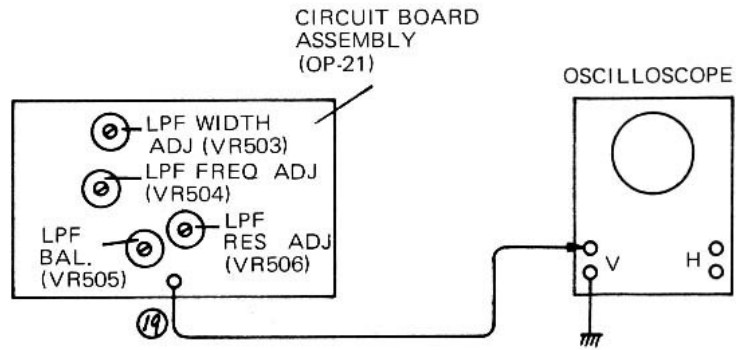 CIRCUIT BOARD
ASSEMBLY
(OP-21)
OSCILLOSCOPE
LPF WIDTH
ADJ (VR503)
LPF FREQ ADJ
(VR504)
LPF
BAL.
(VR505)
LPF
RES ADJ
(VR506)
V
H
19